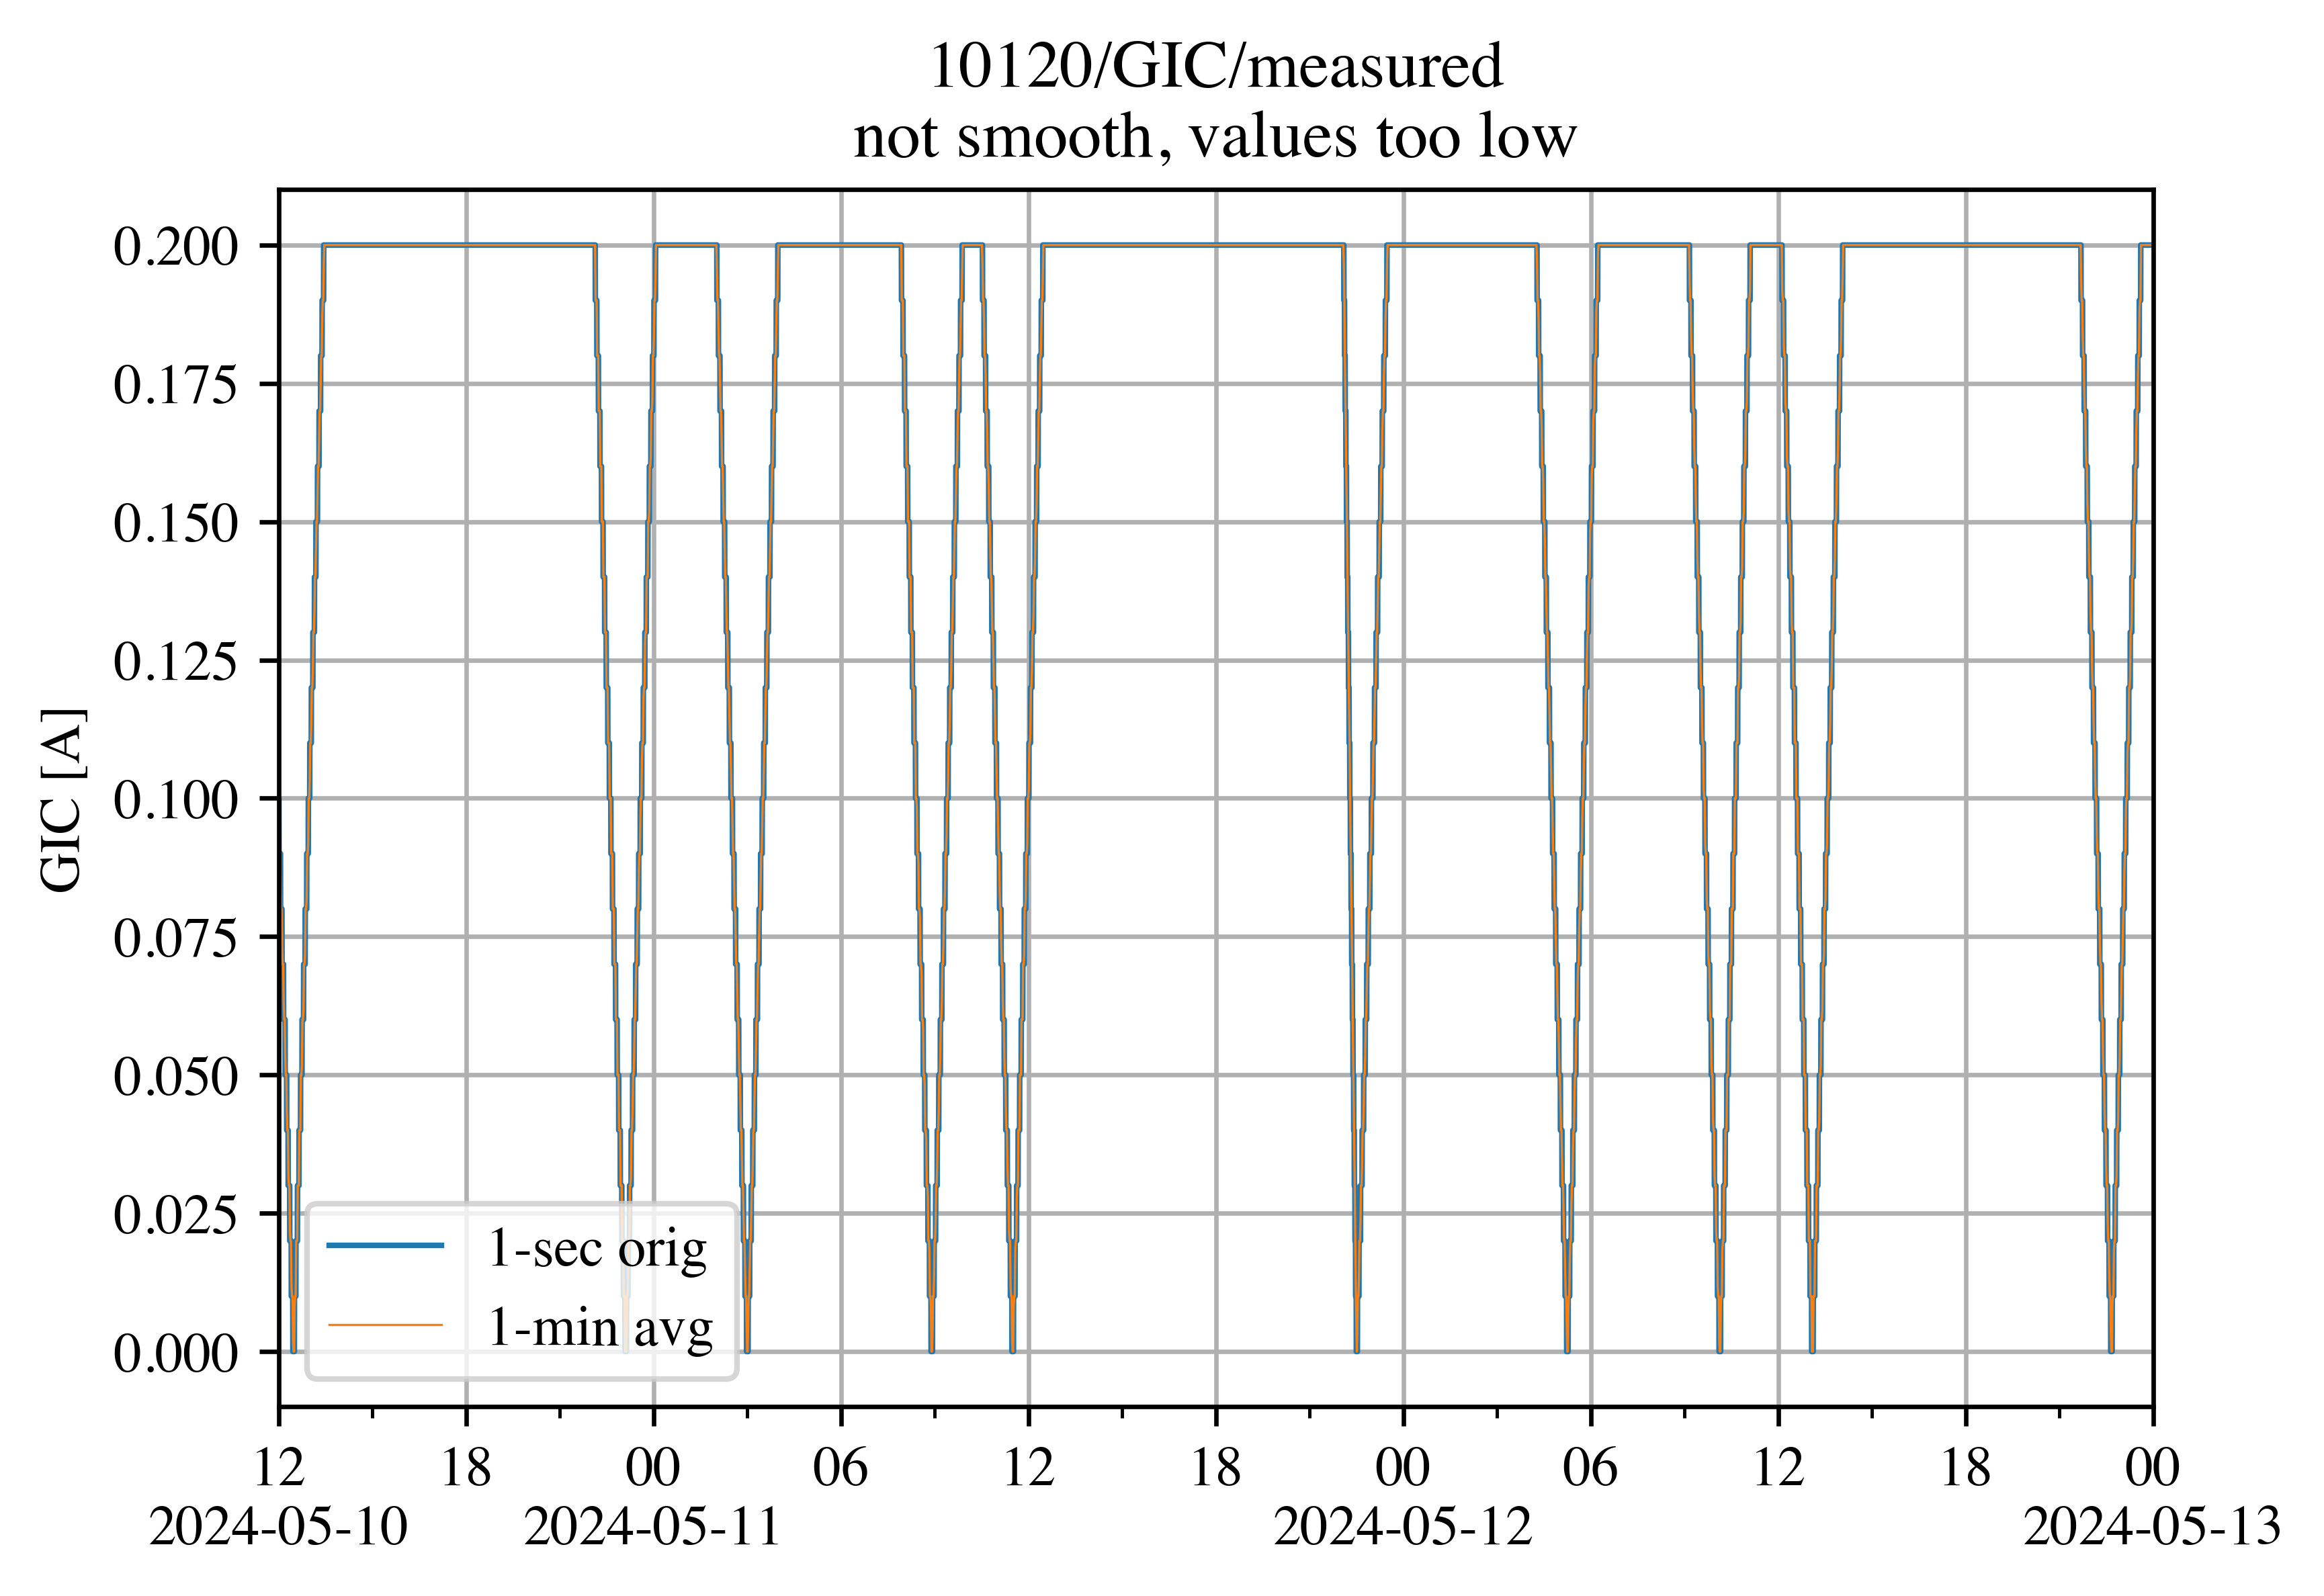 10120/GIC/measured
not smooth, values too low
GIC [A]
0.200
0.175
0.150
0.125
0.100
0.075
0.050
0.025
0.000
1-sec orig
1-min avg
12 18 00 06 12 18 00 06 12 18 00
2024-05-10 2024-05-11 2024-05-12 2024-05-13